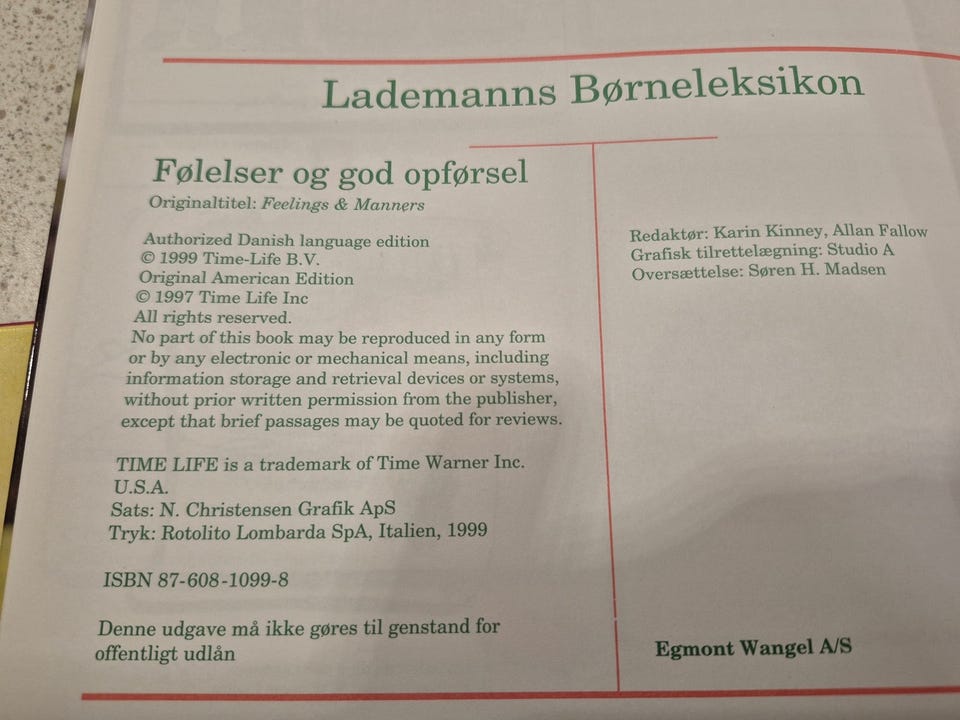 Lademanns Børneleksikon
Følelser og god opførsel
Originaltitel: Feelings & Manners
Authorized Danish language edition
© 1999 Time-Life B.V.
Original American Edition
© 1997 Time Life Inc
All rights reserved.
No part of this book may be reproduced in any form
or by any electronic or mechanical means, including
information storage and retrieval devices or systems,
without prior written permission from the publisher,
except that brief passages may be quoted for reviews.
TIME LIFE is a trademark of Time Warner Inc.
U.S.A.
Sats: N. Christensen Grafik ApS
Tryk: Rotolito Lombarda SpA, Italien, 1999
ISBN 87-608-1099-8
Denne udgave må ikke gøres til genstand for
offentligt udlån
Redaktør: Karin Kinney, Allan Fallow
Grafisk tilrettelægning: Studio A
Oversættelse: Søren H. Madsen
Egmont Wangel A/S